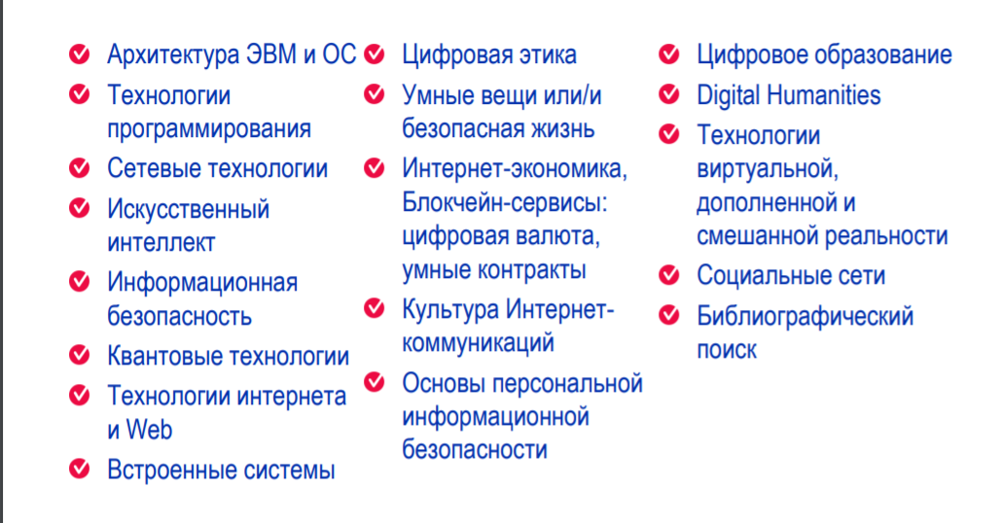 Архитектура ЭВМ и ОС
Технологии
программирования
Сетевые технологии
Искусственный
интеллект
Информационная
безопасность
Квантовые технологии
Технологии интернета
и Web
Встроенные системы
Цифровая этика
Умные вещи или/и
безопасная жизнь
Интернет-экономика,
Блокчейн-сервисы:
цифровая валюта,
умные контракты
Культура Интернет-
коммуникаций
Основы персональной
информационной
безопасности
Цифровое образование
Digital Humanities
Технологии
виртуальной,
дополненной и
смешанной реальности
Социальные сети
Библиографический
поиск